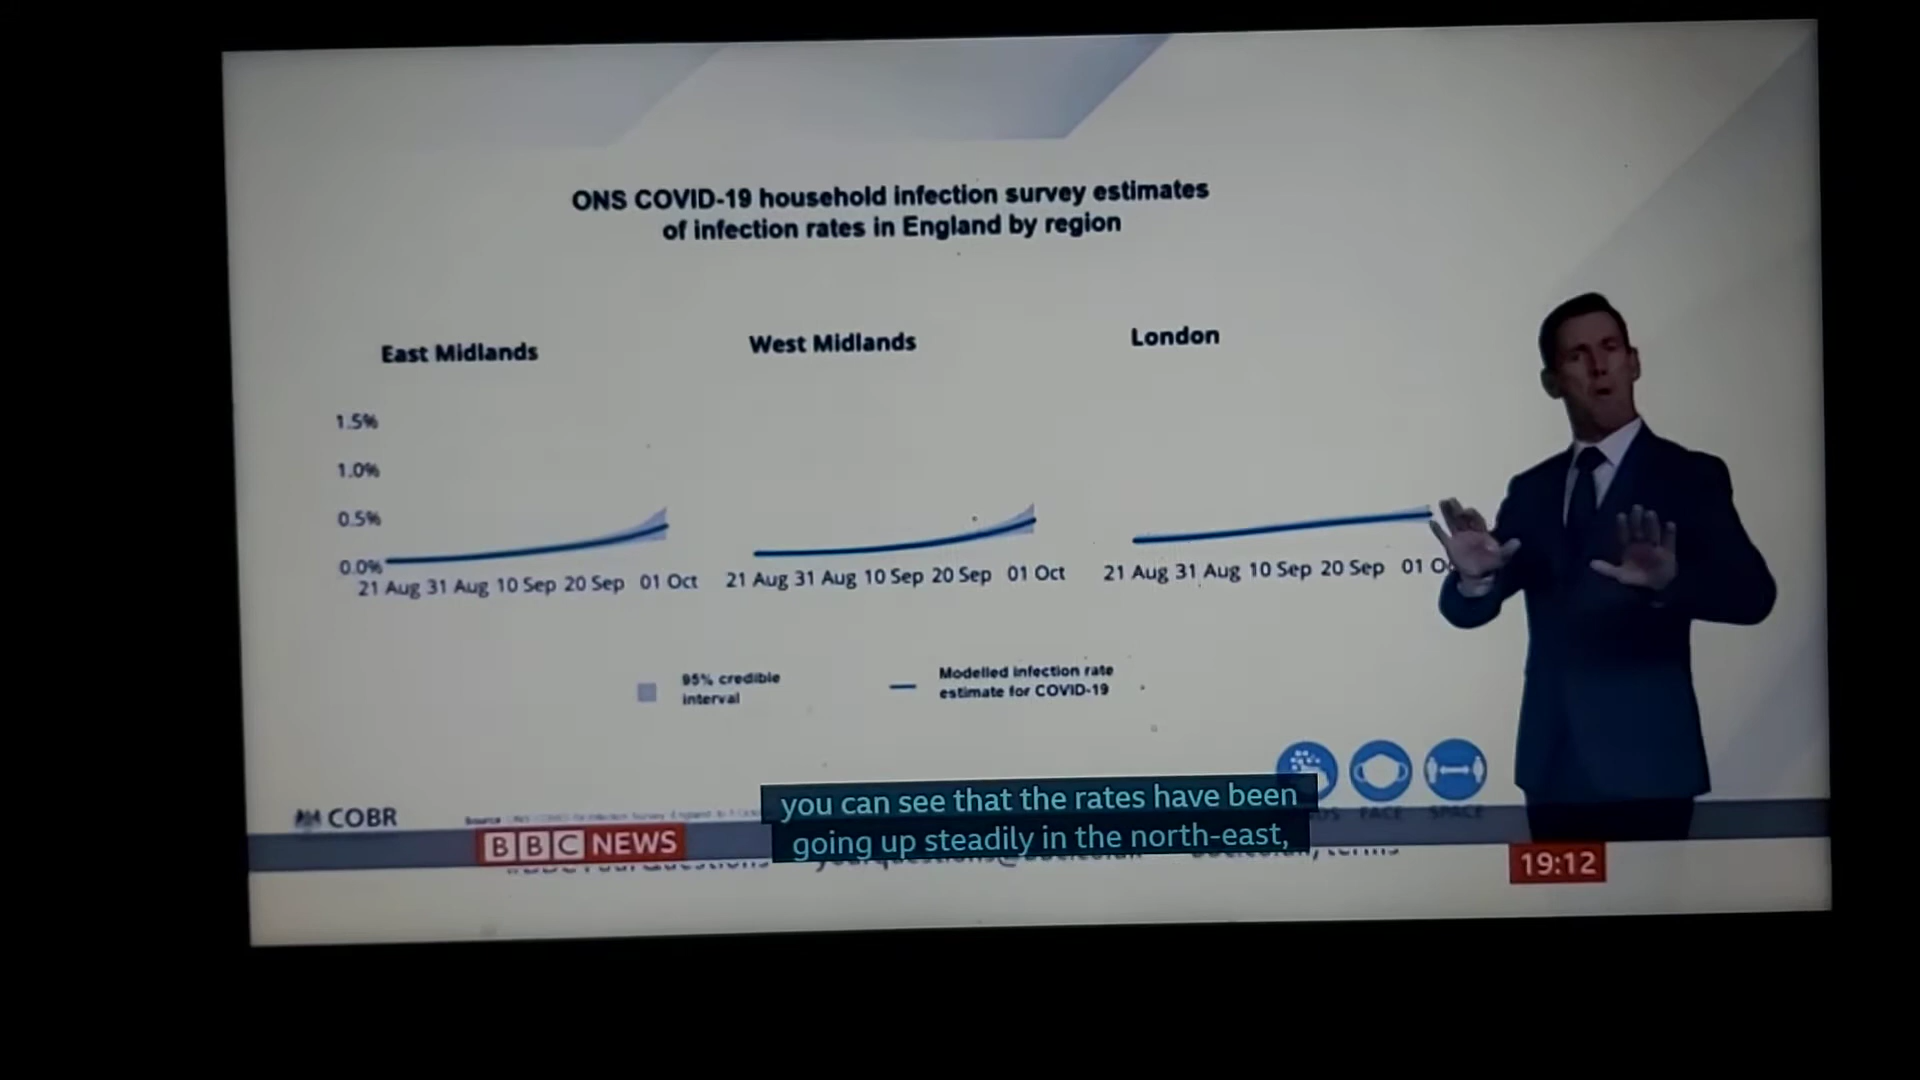 ONS COVID-19 household infection survey estimates
of infection rates in England by region
East Midlands
West Midlands
London
1.5%
1.0%
0.5%
0.0%
21 Aug 31 Aug 10 Sep 20 Sep 01 Oct
21 Aug 31 Aug 10 Sep 20 Sep 01 Oct
21 Aug 31 Aug 10 Sep 20 Sep 01
95% credible
interval
Modelled infection rate
estimate for COVID-19
COBR
Source
FACE
SPACE
you can see that the rates have been
going up steadily in the north-east,
BBC NEWS
19:12